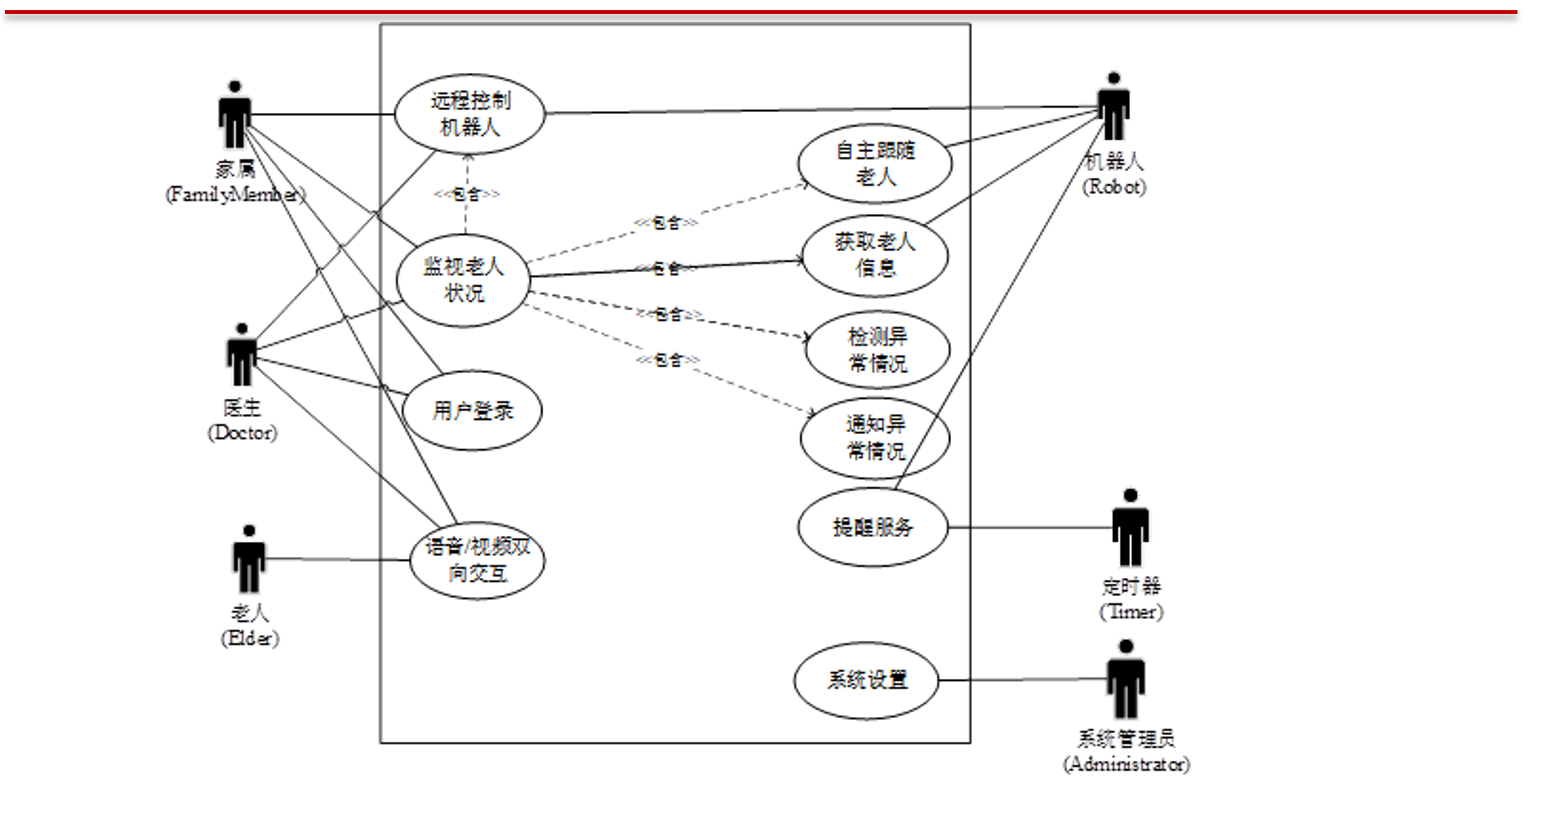 远程控制
机器人
家属
(FamilyMember)
机器人
(Robot)
自主跟随
老人
<<包含>>
<<包含>>
获取老人
信息
监视老人
状况
<<包含>>
<<包含>>
检测异
常情况
<<包含>>
医生
(Doctor)
用户登录
通知异
常情况
提醒服务
语音/视频双
向交互
老人
(Elder)
定时器
(Timer)
系统设置
系统管理员
(Administrator)